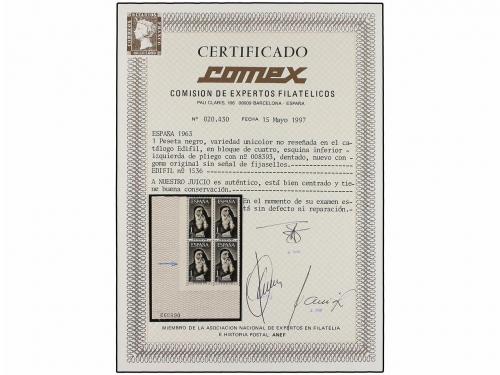 CERTIFICADO
comex
COMISION DE EXPERTOS FILATELICOS
PAU CLARIS, 106 08009 BARCELONA - ESPAÑA
Nº 020.430 FECHA 15 Mayo 1997
ESPAÑA 1963
1 Peseta negro, variedad unicolor no reseñada en el ca-
tálogo Edifil, en bloque de cuatro, esquina inferior
izquierda de pliego con nº 008393, dentado, nuevo con
goma original sin señal de fijasellos.
EDIFIL nº 1536
A NUESTRO JUICIO es auténtico, está bien centrado y tie-
ne buena conservación.
en el momento de su examen es-
tá sin defecto ni reparación.
ESPAÑA ESPAÑA
ESPAÑA ESPAÑA
MIEMBRO DE LA ASOCIACION NACIONAL DE EXPERTOS EN FILATELIA
E HISTORIA POSTAL ANEF